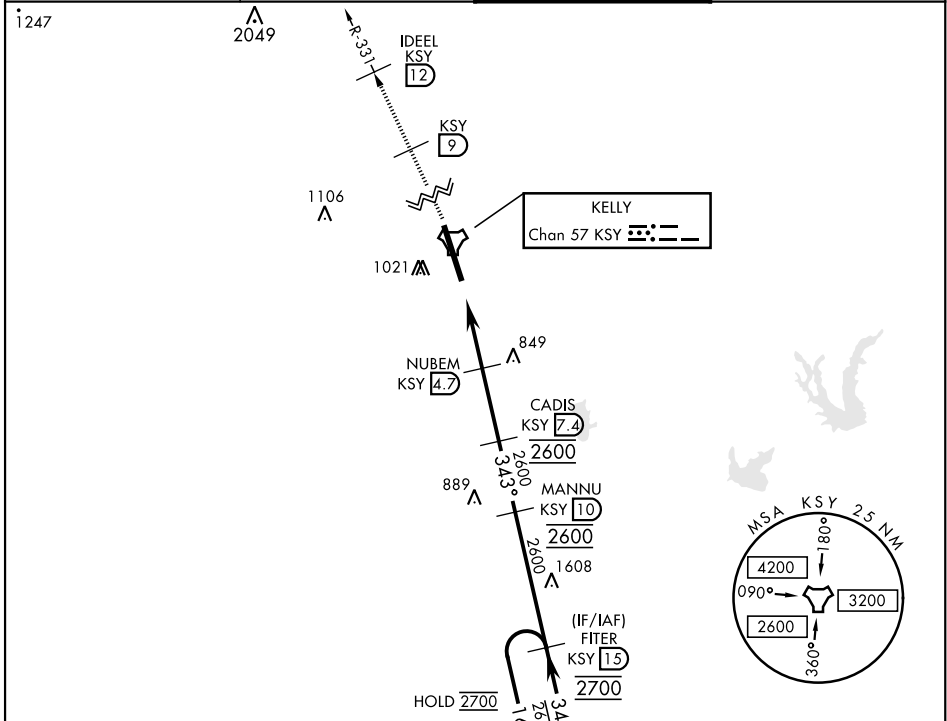 1247
2049
R-331
IDEEL
KSY
12
KSY
9
1106
KELLY
Chan 57 KSY
1021
849
NUBEM
KSY 4.7
CADIS
KSY 7.4
2600
2600
343°
889
MANNU
KSY 10
2600
2600
1608
(IF/IAF)
FITER
KSY 15
2700
HOLD 2700
MSA KSY 25 NM
180°
4200
090°
3200
2600
360°